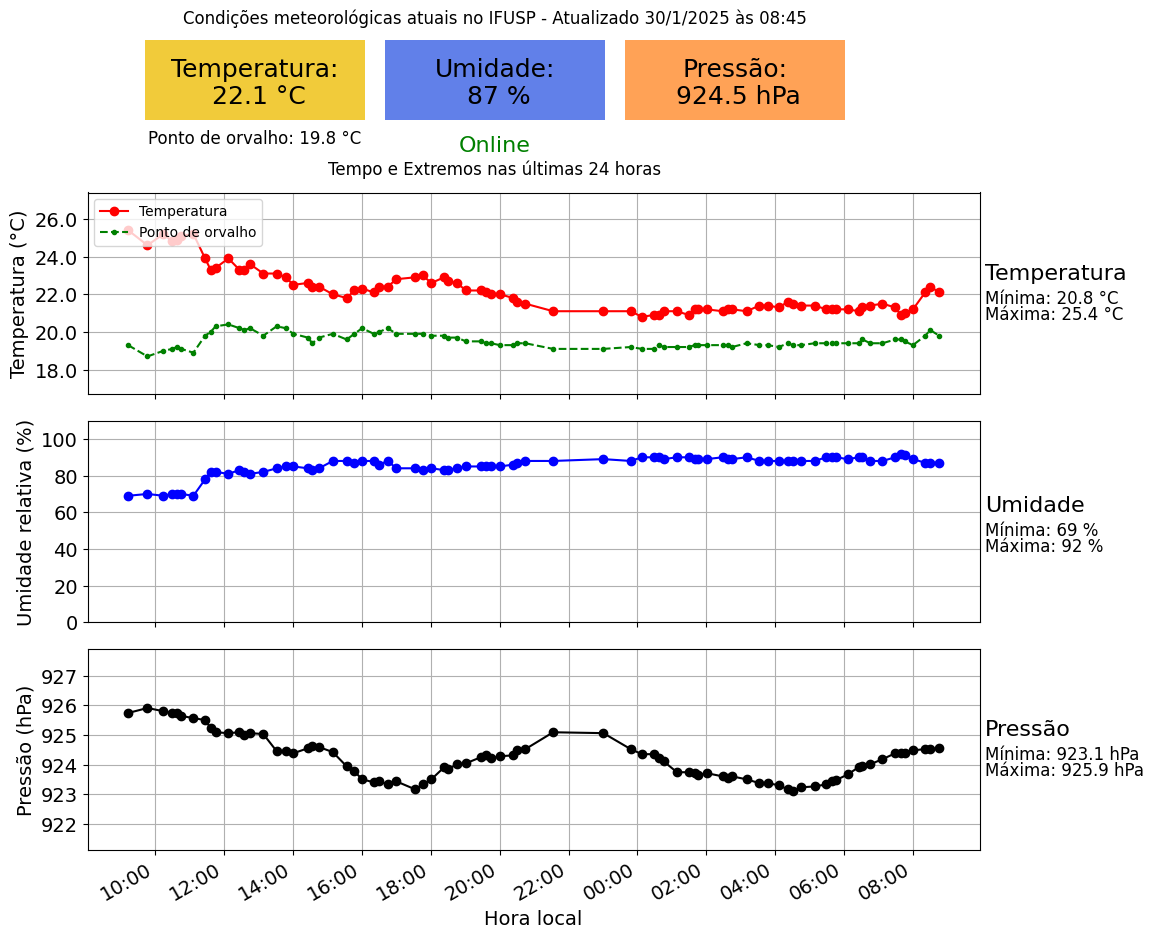 Condições meteorológicas atuais no IFUSP - Atualizado 30/1/2025 às 08:45
Temperatura:
22.1 °C
Umidade:
87 %
Pressão:
924.5 hPa
Ponto de orvalho: 19.8 °C
Online
Tempo e Extremos nas últimas 24 horas
Temperatura (°C)
26.0
24.0
22.0
20.0
18.0
Temperatura
Ponto de orvalho
Temperatura
Mínima: 20.8 °C
Máxima: 25.4 °C
Umidade relativa (%)
100
80
60
40
20
0
Umidade
Mínima: 69 %
Máxima: 92 %
Pressão (hPa)
927
926
925
924
923
922
Pressão
Mínima: 923.1 hPa
Máxima: 925.9 hPa
10:00 12:00 14:00 16:00 18:00 20:00 22:00 00:00 02:00 04:00 06:00 08:00
Hora local